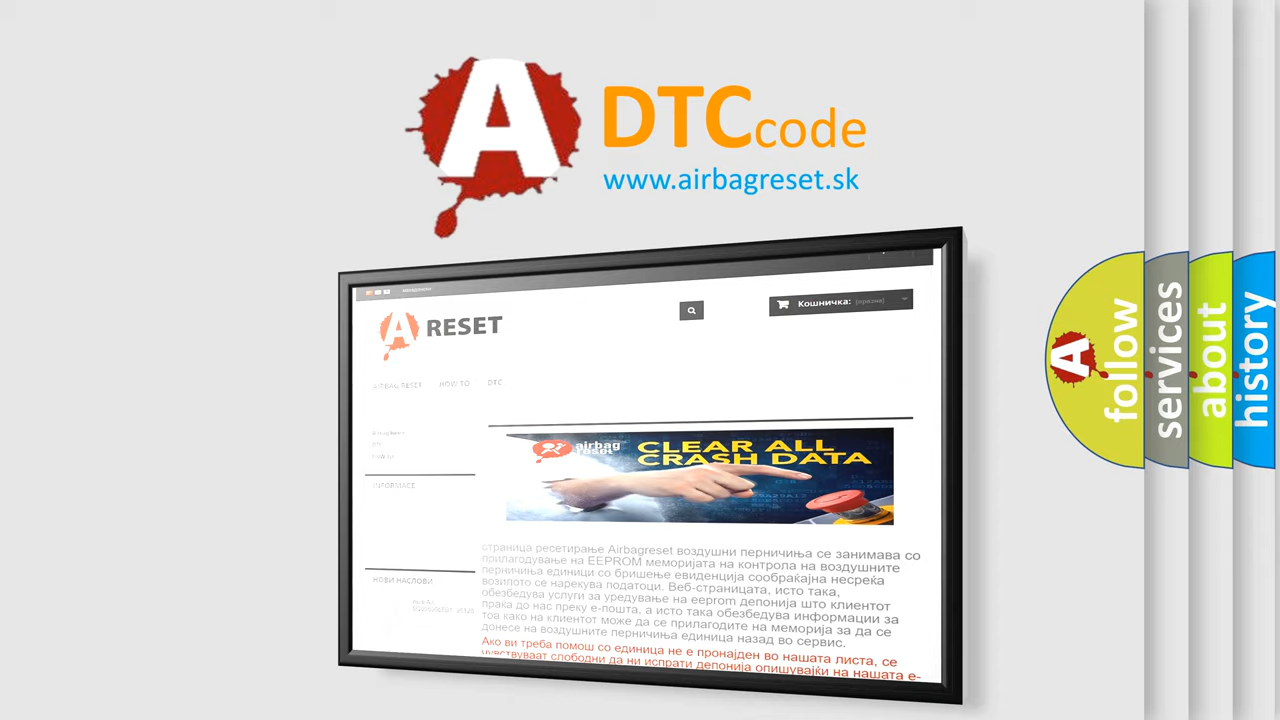 A
DTC code
www.airbagreset.sk
A RESET
Кошничка: (празни)
AIRBAG RESET HOW TO DTC
airbag
reset
CLEAR ALL
CRASH DATA
INFORMACE
страница ресетирање Airbagreset воздушни перничиња се занимава со
прилагодување на EEPROM меморијата на контрола на воздушните
перничиња единици со бришење евиденција сообраќајна несреќа
возилото се нарекува податоци. Веб-страницата, исто така,
обезбедува услуги за уредување на eeprom депонија што клиентот
праќа до нас преку е-пошта, а исто така обезбедува информации за
тоа како на клиентот може да се прилагодите на меморија за да се
донесе на воздушните перничиња единица назад во сервис.
Ако ви треба помош со единица не е пронајден во нашата листа, се
чувствуваат слободни да ни испрати депонија опишувајќи на нашата е-
НОВИ НАСЛОВИ
A
follow
services
about
history